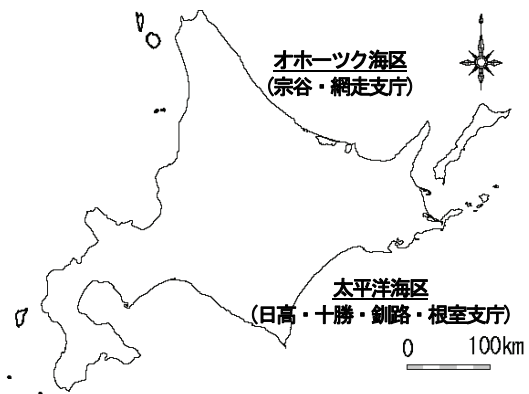 オホーツク海区
(宗谷・網走支庁)
太平洋海区
(日高・十勝・釧路・根室支庁)
0 100km